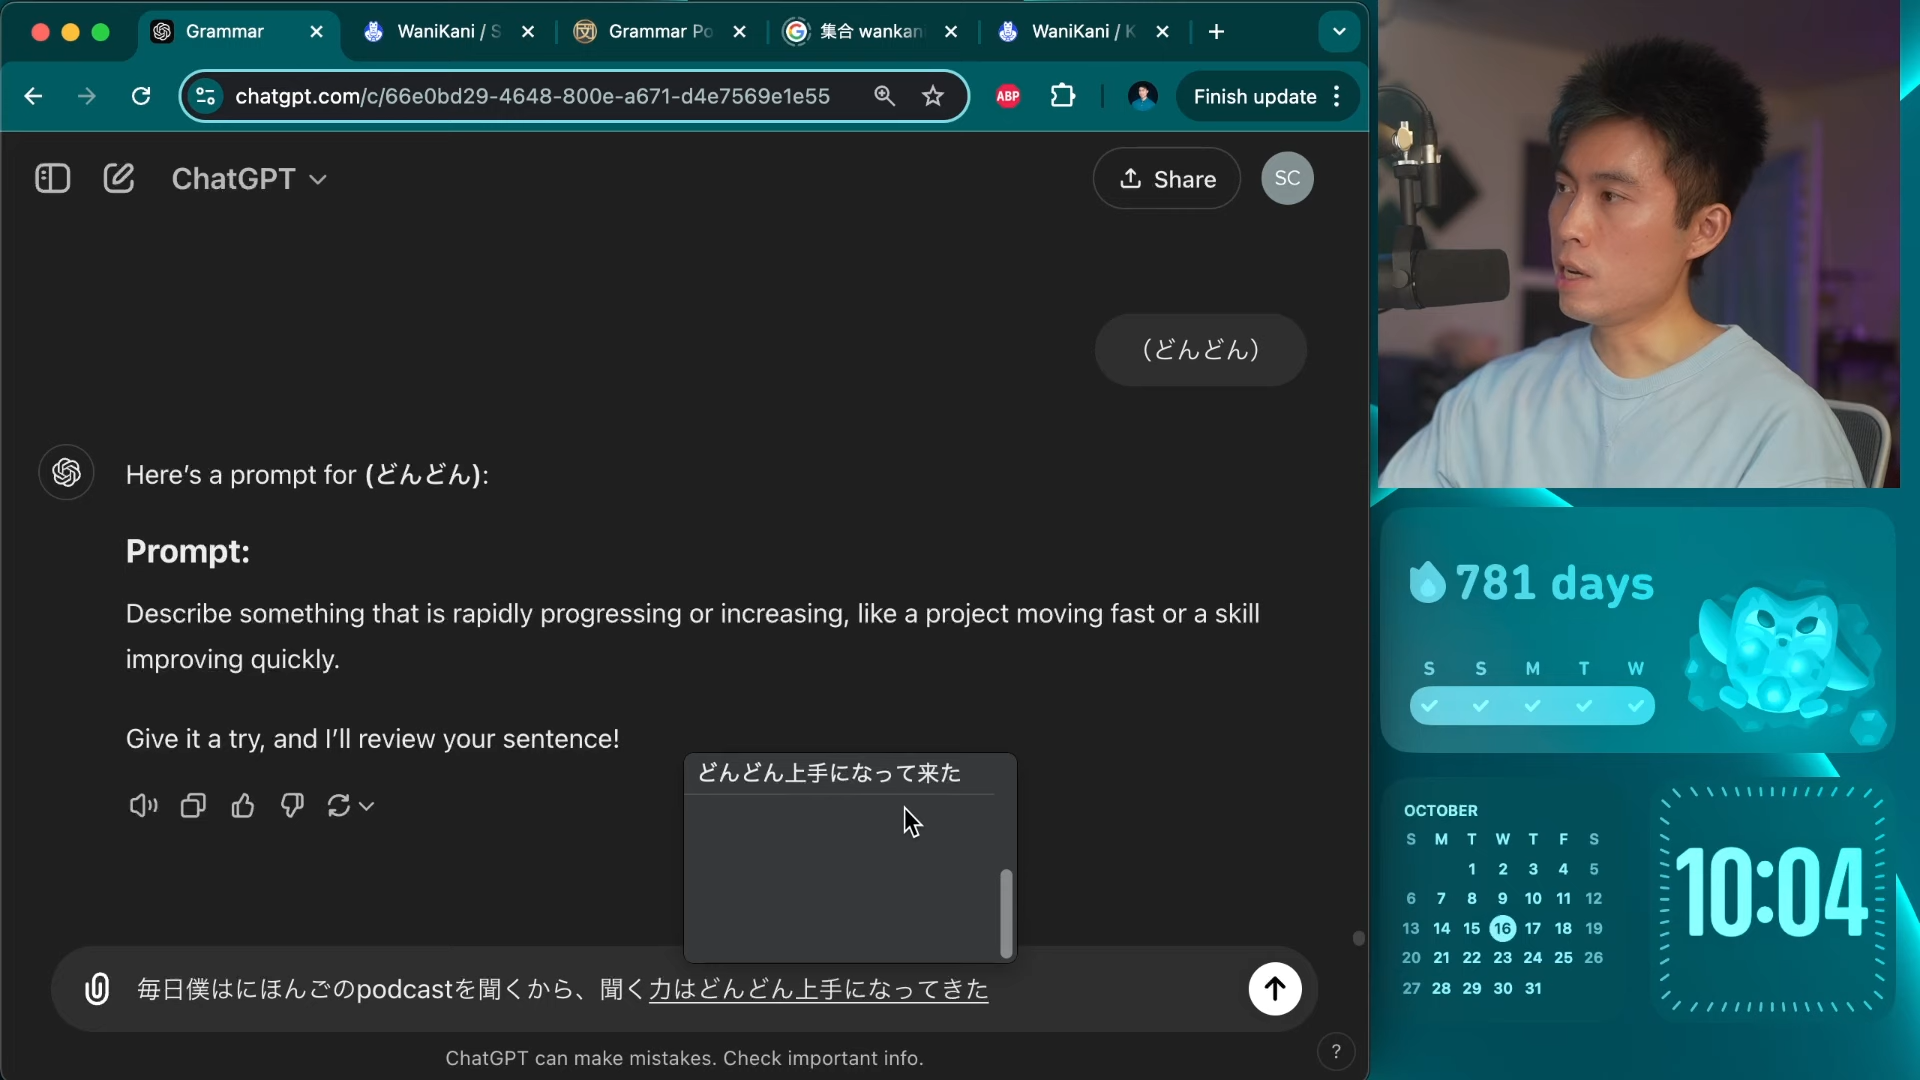 Grammar
WaniKani / S
Grammar Po
集合 wankan
WaniKani / K
chatgpt.com/c/66e0bd29-4648-800e-a671-d4e7569e1e55
ABP
Finish update
ChatGPT
Share
SC
（どんどん）
Here’s a prompt for (どんどん):
Prompt:
Describe something that is rapidly progressing or increasing, like a project moving fast or a skill
improving quickly.
Give it a try, and I’ll review your sentence!
どんどん上手になって来た
毎日僕はにほんごのpodcastを聞くから、聞く力はどんどん上手になってきた
ChatGPT can make mistakes. Check important info.
?
781 days
S S M T W
OCTOBER
S M T W T F S
1 2 3 4 5
6 7 8 9 10 11 12
13 14 15 16 17 18 19
20 21 22 23 24 25 26
27 28 29 30 31
10:04